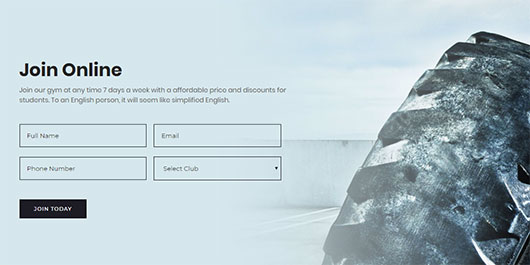 Join Online
Join our gym at any time 7 days a week with a affordable price and discounts for
students. To an English person, it will seem like simplified English.
Full Name
Email
Phone Number
Select Club
JOIN TODAY